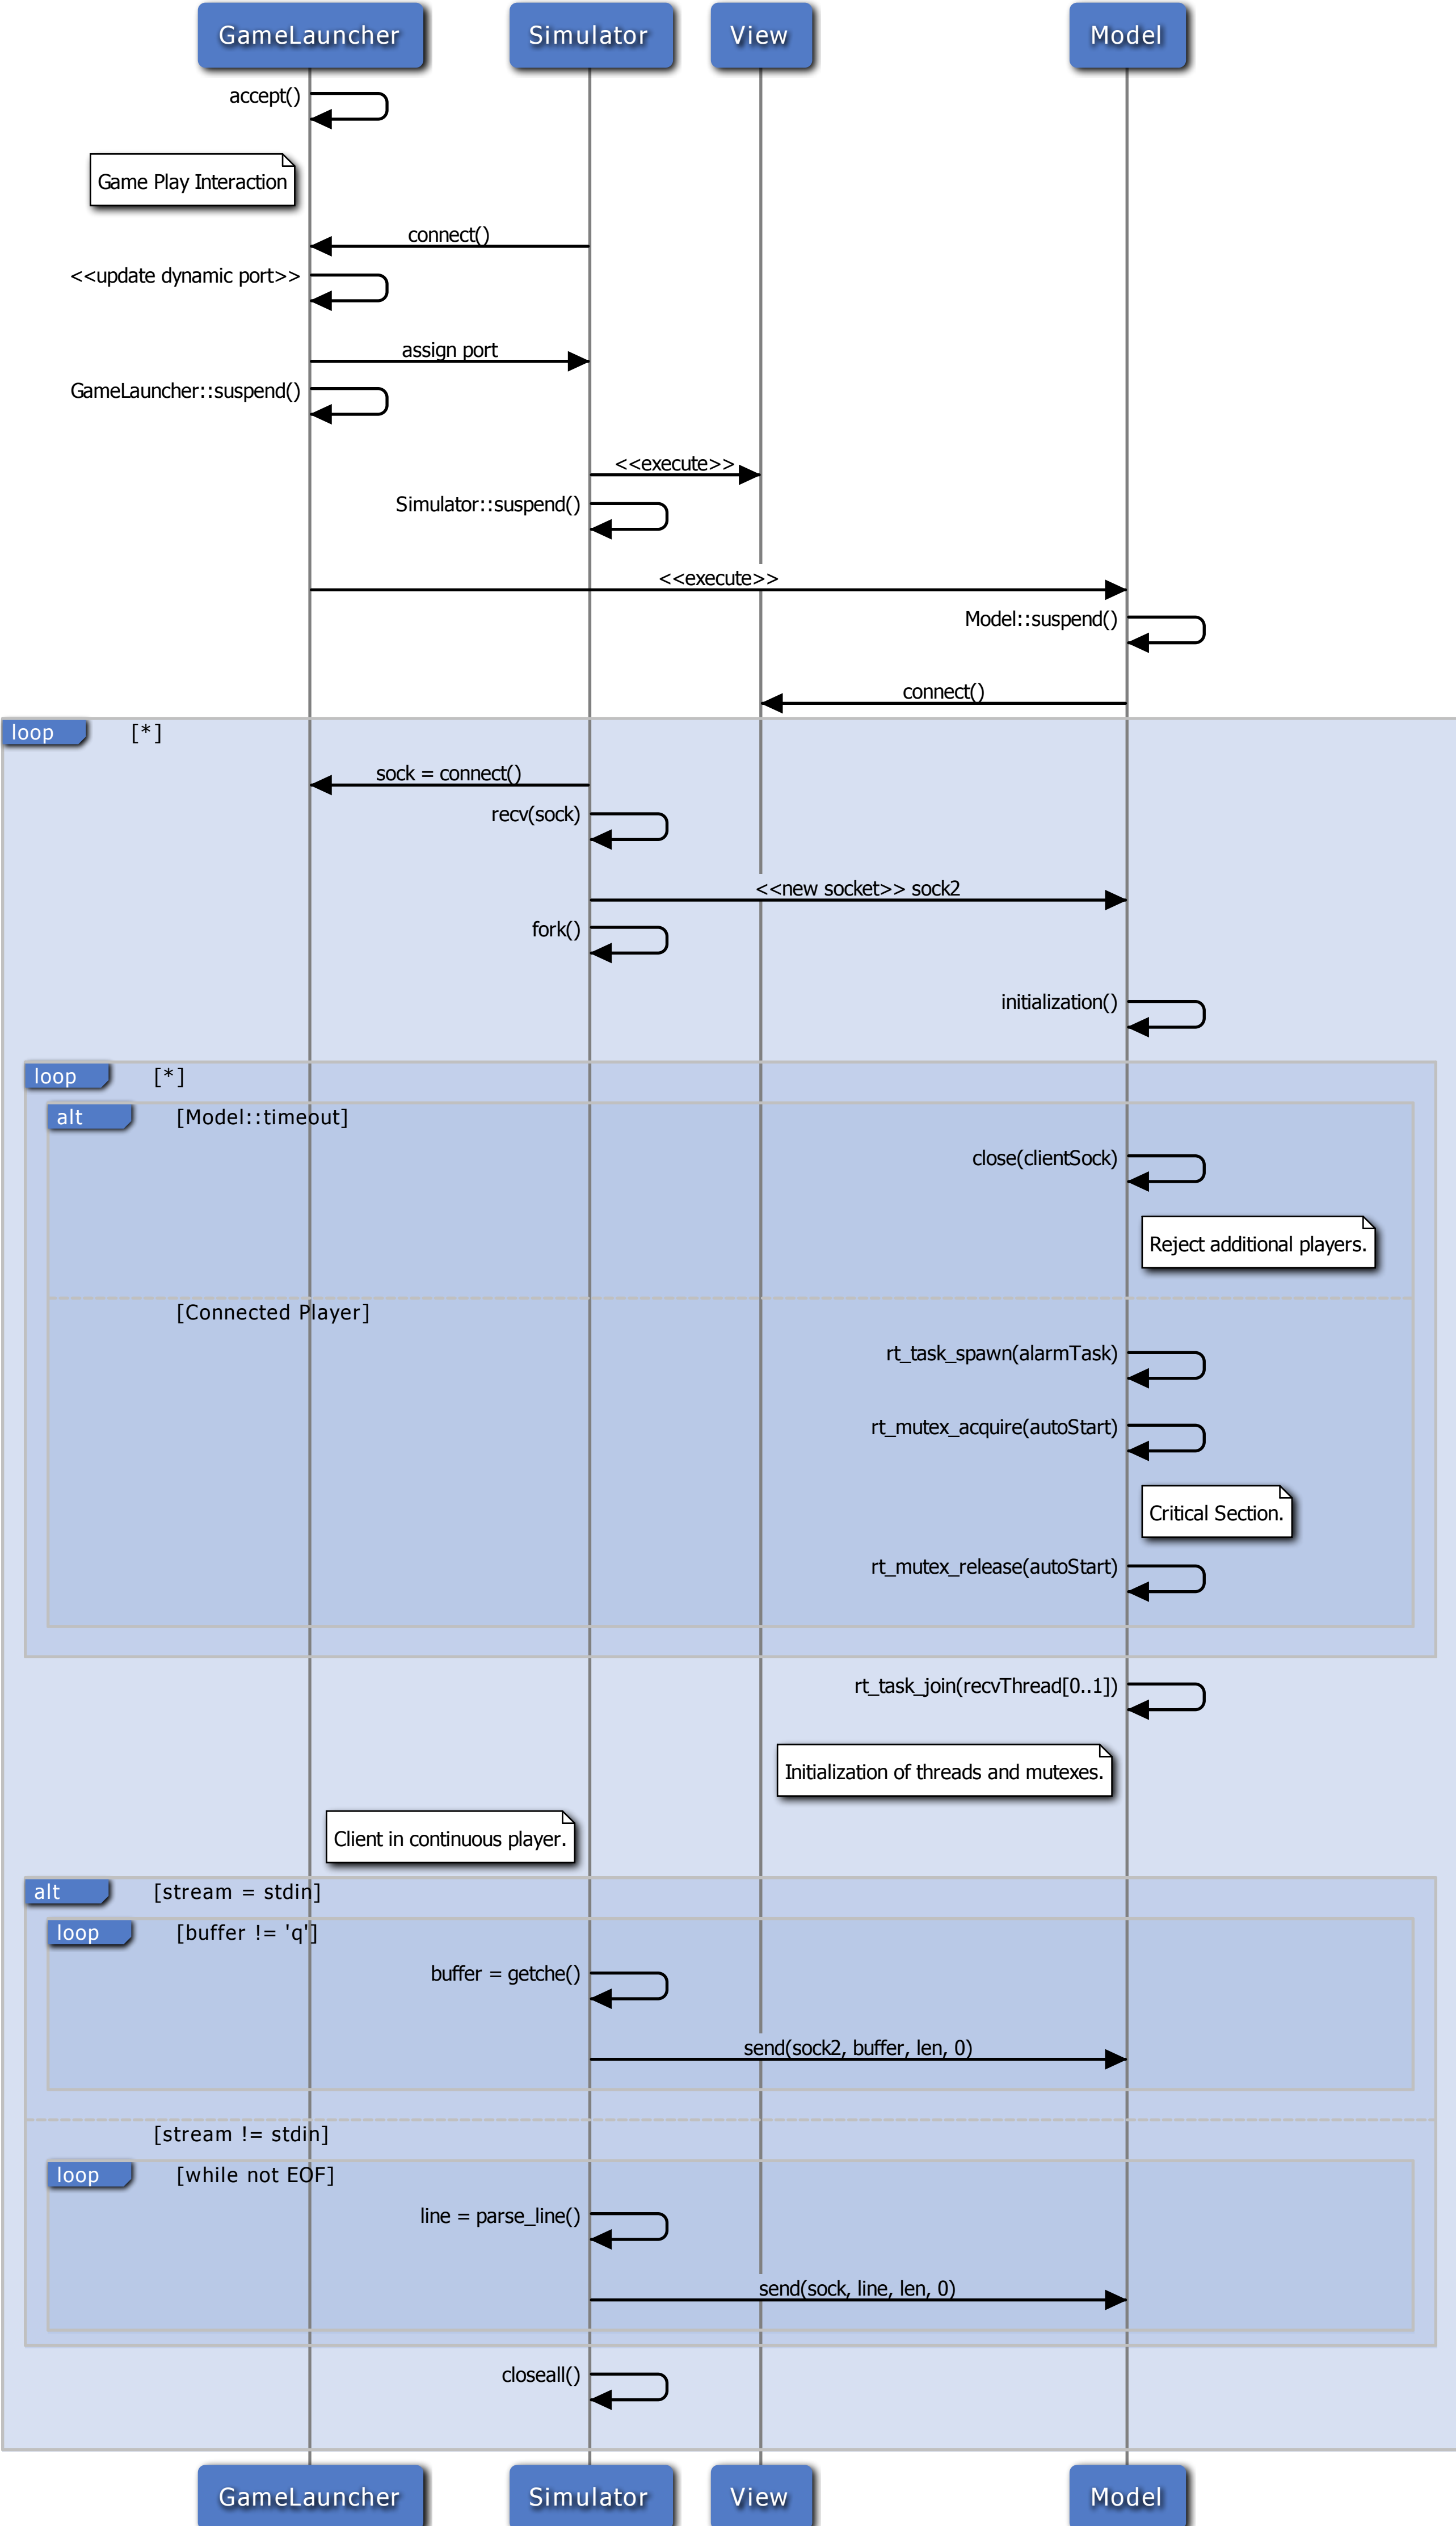 GameLauncher
Simulator
View
Model
accept()
Game Play Interaction
connect()
<<update dynamic port>>
assign port
GameLauncher::suspend()
<<execute>>
Simulator::suspend()
<<execute>>
Model::suspend()
connect()
loop [*]
sock = connect()
recv(sock)
<<new socket>> sock2
fork()
initialization()
loop [*]
alt [Model::timeout]
close(clientSock)
Reject additional players.
[Connected Player]
rt_task_spawn(alarmTask)
rt_mutex_acquire(autoStart)
Critical Section.
rt_mutex_release(autoStart)
rt_task_join(recvThread[0..1])
Initialization of threads and mutexes.
Client in continuous player.
alt [stream = stdin]
loop [buffer != 'q']
buffer = getche()
send(sock2, buffer, len, 0)
[stream != stdin]
loop [while not EOF]
line = parse_line()
send(sock, line, len, 0)
closeall()
GameLauncher
Simulator
View
Model